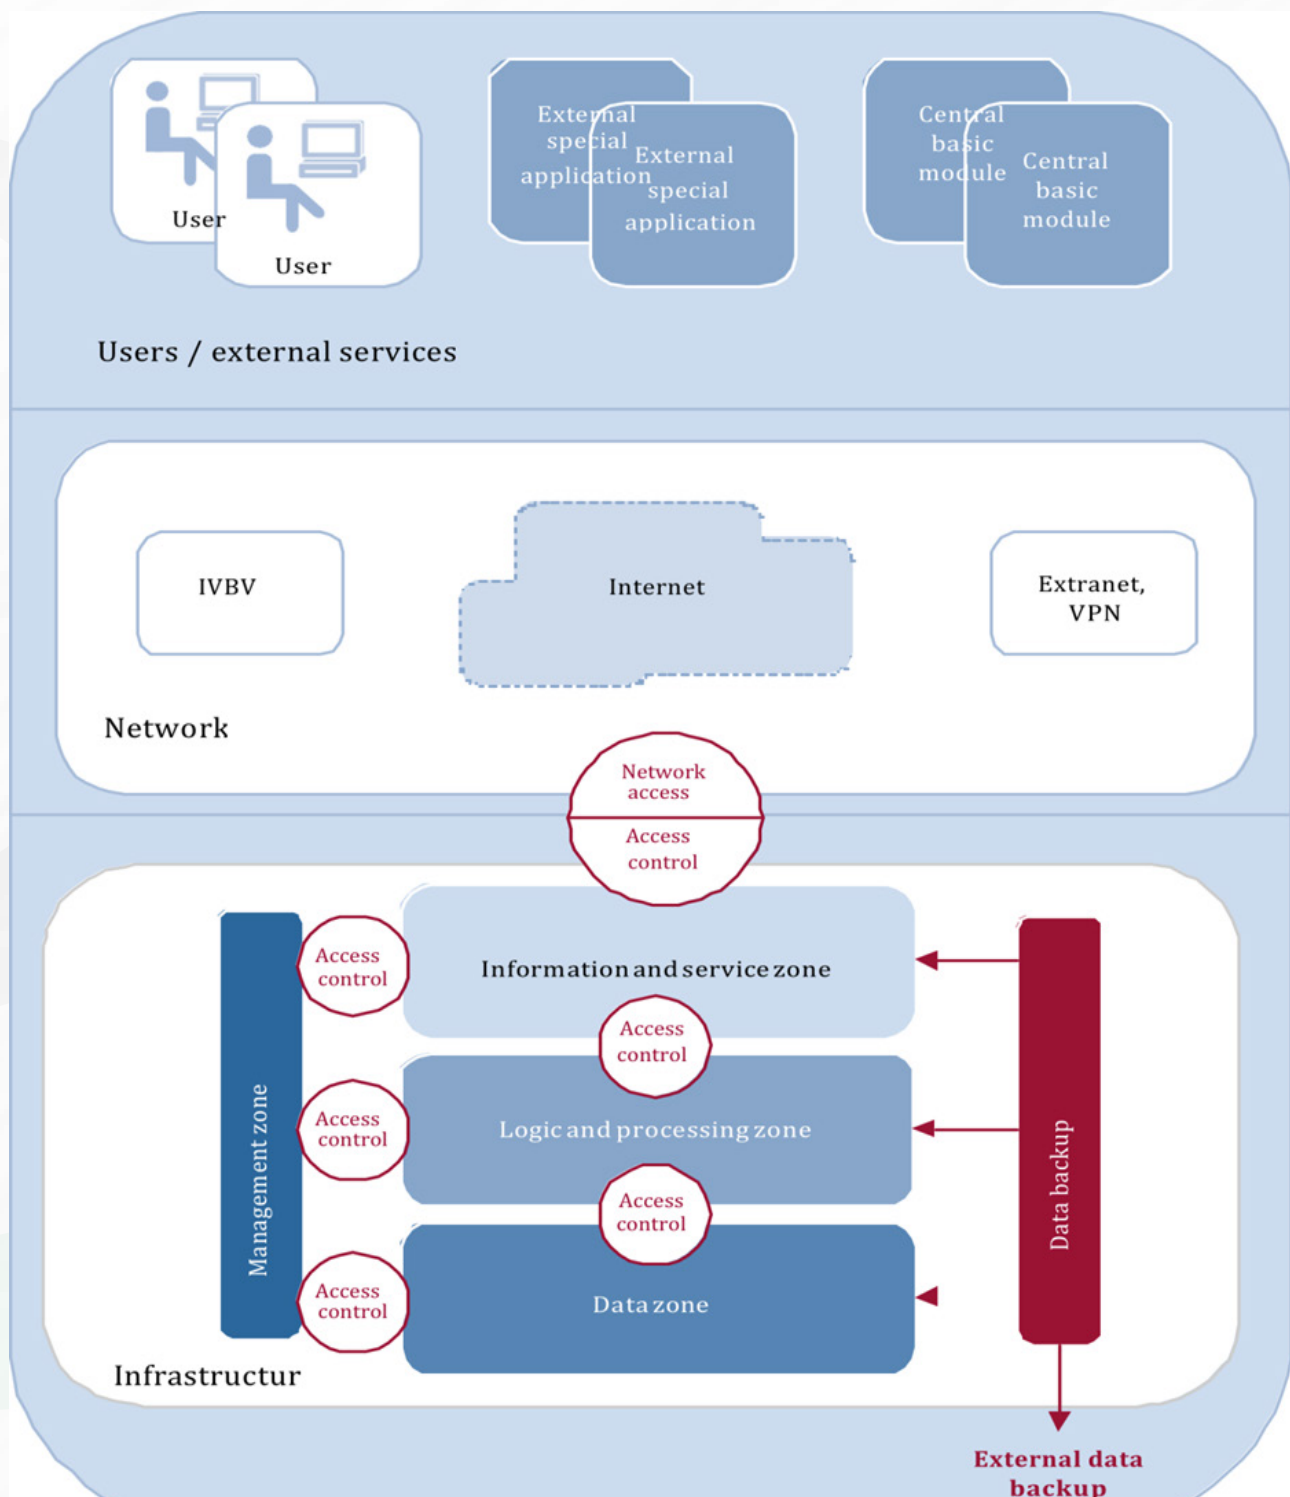 External
special
application
External
special
application
Central
basic
module
Central
basic
module
User
User
Users / external services
IVBV
Internet
Extranet,
VPN
Network
Network
access
Access
control
Management zone
Access
control
Information and service zone
Access
control
Access
control
Logic and processing zone
Access
control
Access
control
Data zone
Data backup
Infrastructur
External data
backup